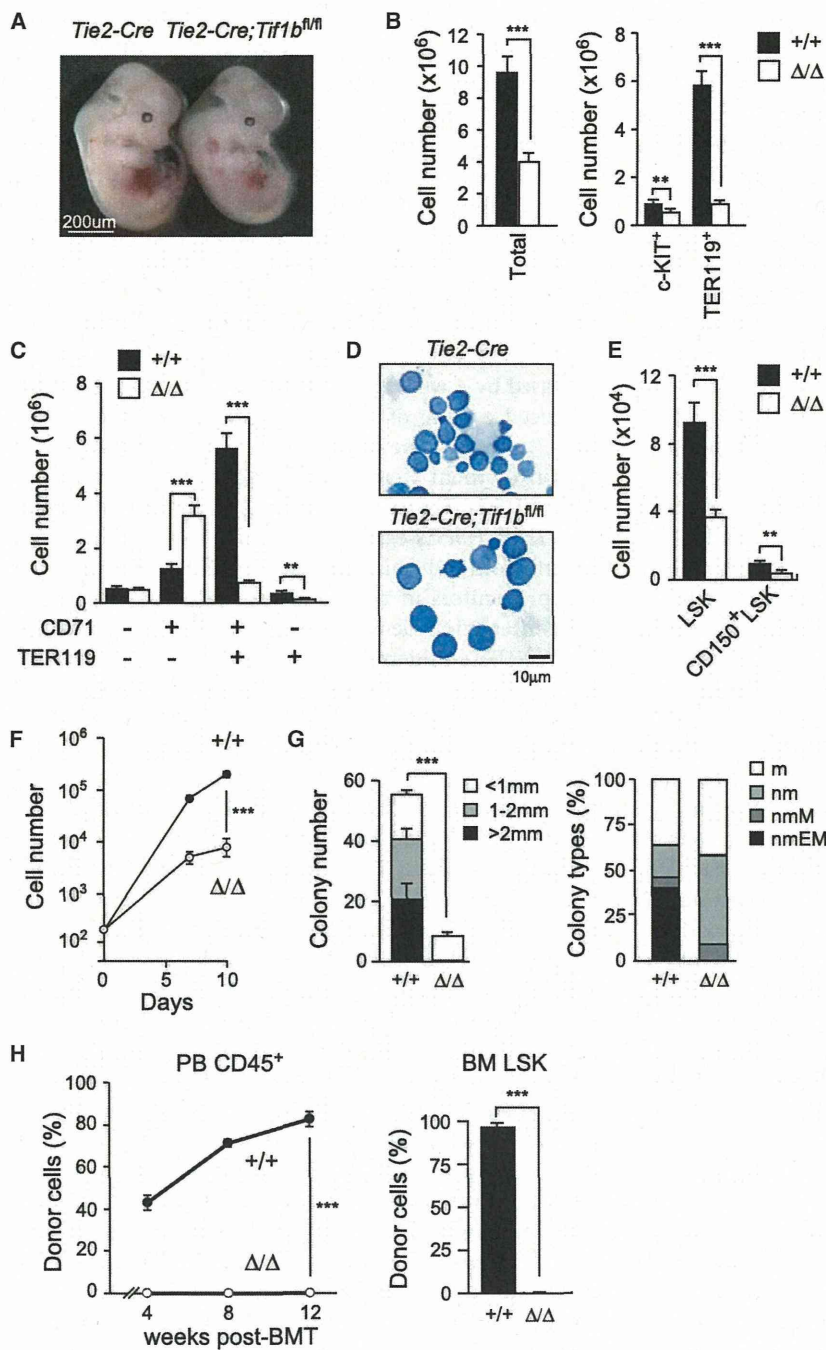 A
Tie2-Cre Tie2-Cre;Tif1b^fl/fl
200um
B
Cell number (x10^6)
12
10
8
6
4
2
0
***
Total
Cell number (x10^6)
8
6
4
2
0
**
***
c-KIT^+
TER119^+
+/+
Δ/Δ
C
+/+
Δ/Δ
Cell number (10^6)
8
6
4
2
0
***
***
**
CD71 - + + -
TER119 - - + +
D
Tie2-Cre
Tie2-Cre;Tif1b^fl/fl
10μm
E
+/+
Δ/Δ
Cell number (x10^4)
12
8
4
0
***
**
LSK
CD150^+LSK
F
Cell number
10^6
10^5
10^4
10^3
10^2
+/+
***
Δ/Δ
0 5 10
Days
G
Colony number
60
40
20
0
***
<1mm
1-2mm
>2mm
+/+ Δ/Δ
Colony types (%)
100
75
50
25
0
m
nm
nmM
nmEM
+/+ Δ/Δ
H
PB CD45^+
Donor cells (%)
100
80
60
40
20
0
+/+
***
Δ/Δ
4 8 12
weeks post-BMT
BM LSK
Donor cells (%)
100
75
50
25
0
***
+/+ Δ/Δ